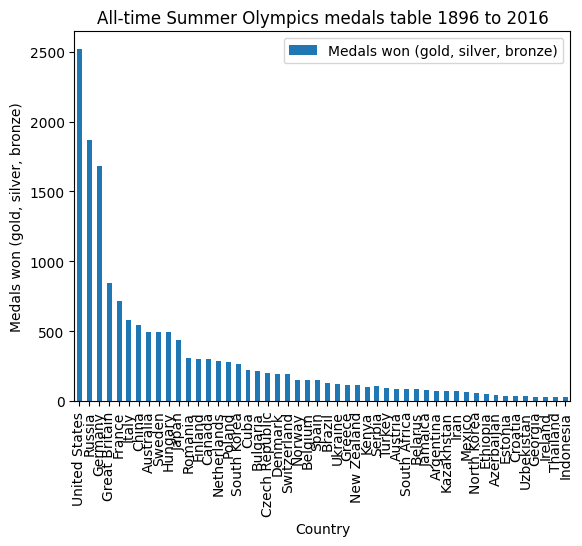 All-time Summer Olympics medals table 1896 to 2016
Medals won (gold, silver, bronze)
Medals won (gold, silver, bronze)
2500
2000
1500
1000
500
0
United States
Russia
Germany
Great Britain
France
Italy
China
Australia
Sweden
Hungary
Japan
Romania
Finland
Canada
Netherlands
Poland
South Korea
Cuba
Bulgaria
Czech Republic
Denmark
Switzerland
Norway
Belgium
Spain
Brazil
Ukraine
Greece
New Zealand
Kenya
Serbia
Turkey
Austria
South Africa
Belarus
Jamaica
Argentina
Kazakhstan
Iran
Mexico
North Korea
Ethiopia
Azerbaijan
Estonia
Croatia
Uzbekistan
Georgia
Ireland
Thailand
Indonesia
Country